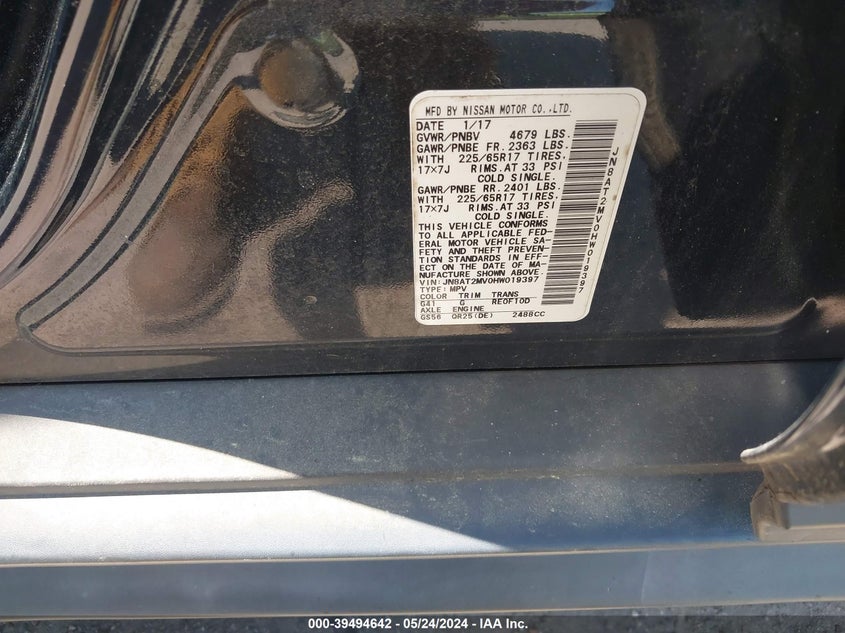 MFD BY NISSAN MOTOR CO.,LTD.
DATE 1/17
GVWR/PNBV 4679 LBS.
GAWR/PNBE FR. 2363 LBS.
WITH 225/65R17 TIRES,
17×7J RIMS.AT 33 PSI
COLD SINGLE.
GAWR/PNBE RR. 2401 LBS.
WITH 225/65R17 TIRES,
17×7J RIMS.AT 33 PSI
COLD SINGLE.
THIS VEHICLE CONFORMS
TO ALL APPLICABLE FED-
ERAL MOTOR VEHICLE SA-
FETY AND THEFT PREVEN-
TION STANDARDS IN EFF-
ECT ON THE DATE OF MA-
NUFACTURE SHOWN ABOVE.
VIN:JN8AT2MV0HW019397
TYPE:MPV
COLOR TRIM TRANS
G41 G RE0F10D
AXLE ENGINE
GS56 QR25(DE) 2488CC
JN8AT2MV0HW019397
000-39494642 / 05/24/2024 - IAA Inc.